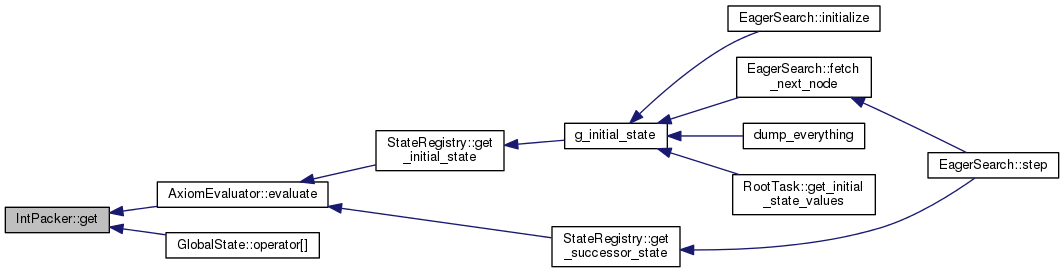 EagerSearch::initialize
EagerSearch::fetch
_next_node
g_initial_state
dump_everything
StateRegistry::get
_initial_state
EagerSearch::step
RootTask::get_initial
_state_values
AxiomEvaluator::evaluate
IntPacker::get
GlobalState::operator[]
StateRegistry::get
_successor_state